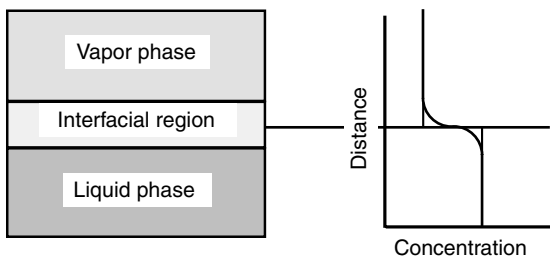 Vapor phase
Interfacial region
Liquid phase
Distance
Concentration